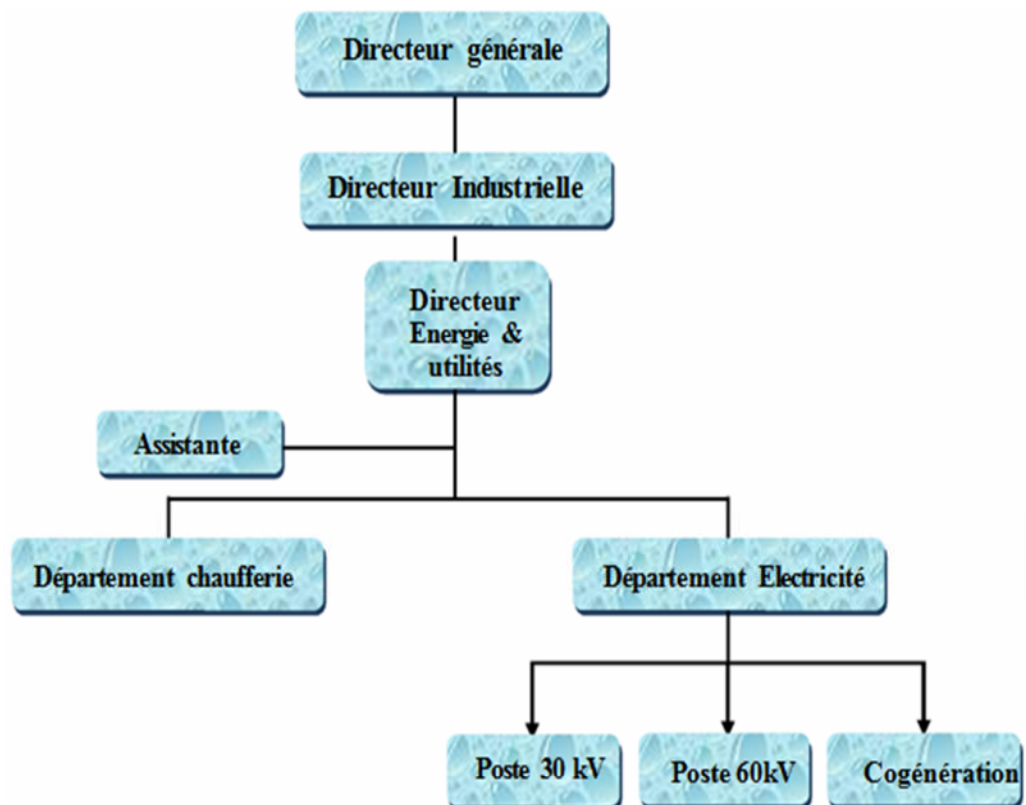 Directeur générale
Directeur Industrielle
Directeur
Energie &
utilités
Assistante
Département chaufferie
Département Electricité
Poste 30 kV
Poste 60kV
Cogénération